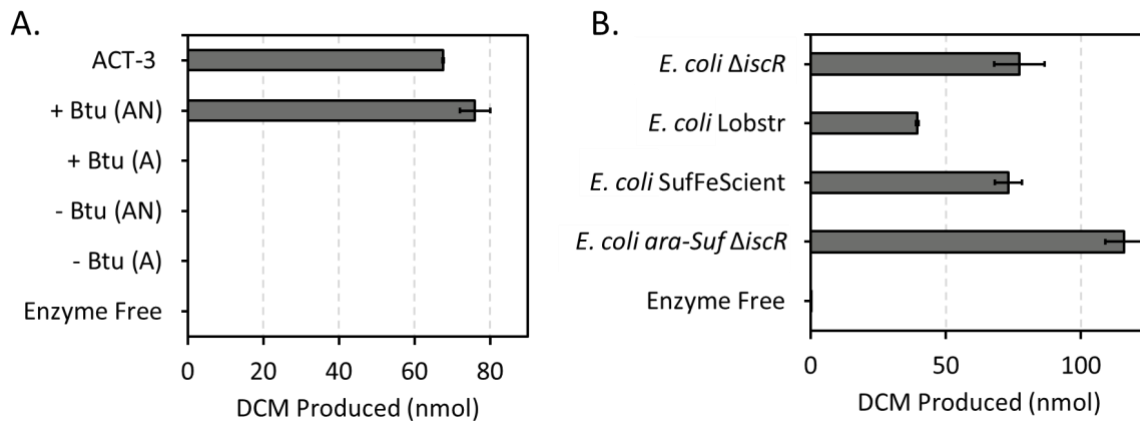 A.
ACT-3
+ Btu (AN)
+ Btu (A)
- Btu (AN)
- Btu (A)
Enzyme Free
0 20 40 60 80
DCM Produced (nmol)
B.
E. coli ΔiscR
E. coli Lobstr
E. coli SufFeScient
E. coli ara-Suf ΔiscR
Enzyme Free
0 50 100
DCM Produced (nmol)